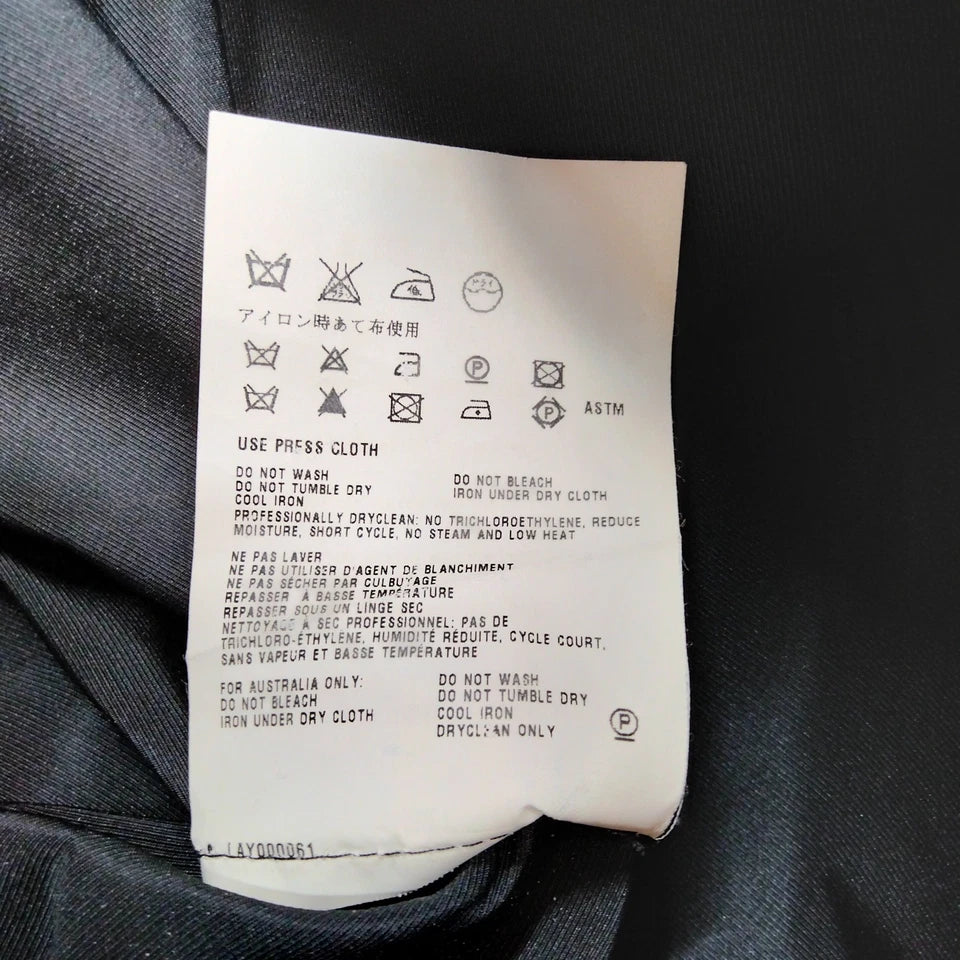 アイロン時あて布使用
P
P ASTM
USE PRESS CLOTH
DO NOT WASH
DO NOT TUMBLE DRY
COOL IRON
DO NOT BLEACH
IRON UNDER DRY CLOTH
PROFESSIONALLY DRYCLEAN: NO TRICHLOROETHYLENE, REDUCE
MOISTURE, SHORT CYCLE, NO STEAM AND LOW HEAT
NE PAS LAVER
NE PAS UTILISER D'AGENT DE BLANCHIMENT
NE PAS SÉCHER PAR CULBUTAGE
REPASSER À BASSE TEMPÉRATURE
REPASSER SOUS UN LINGE SEC
NETTOYAGE À SEC PROFESSIONNEL: PAS DE
TRICHLORO-ÉTHYLÈNE, HUMIDITÉ RÉDUITE, CYCLE COURT,
SANS VAPEUR ET BASSE TEMPÉRATURE
FOR AUSTRALIA ONLY:
DO NOT BLEACH
IRON UNDER DRY CLOTH
DO NOT WASH
DO NOT TUMBLE DRY
COOL IRON
DRYCLEAN ONLY
P